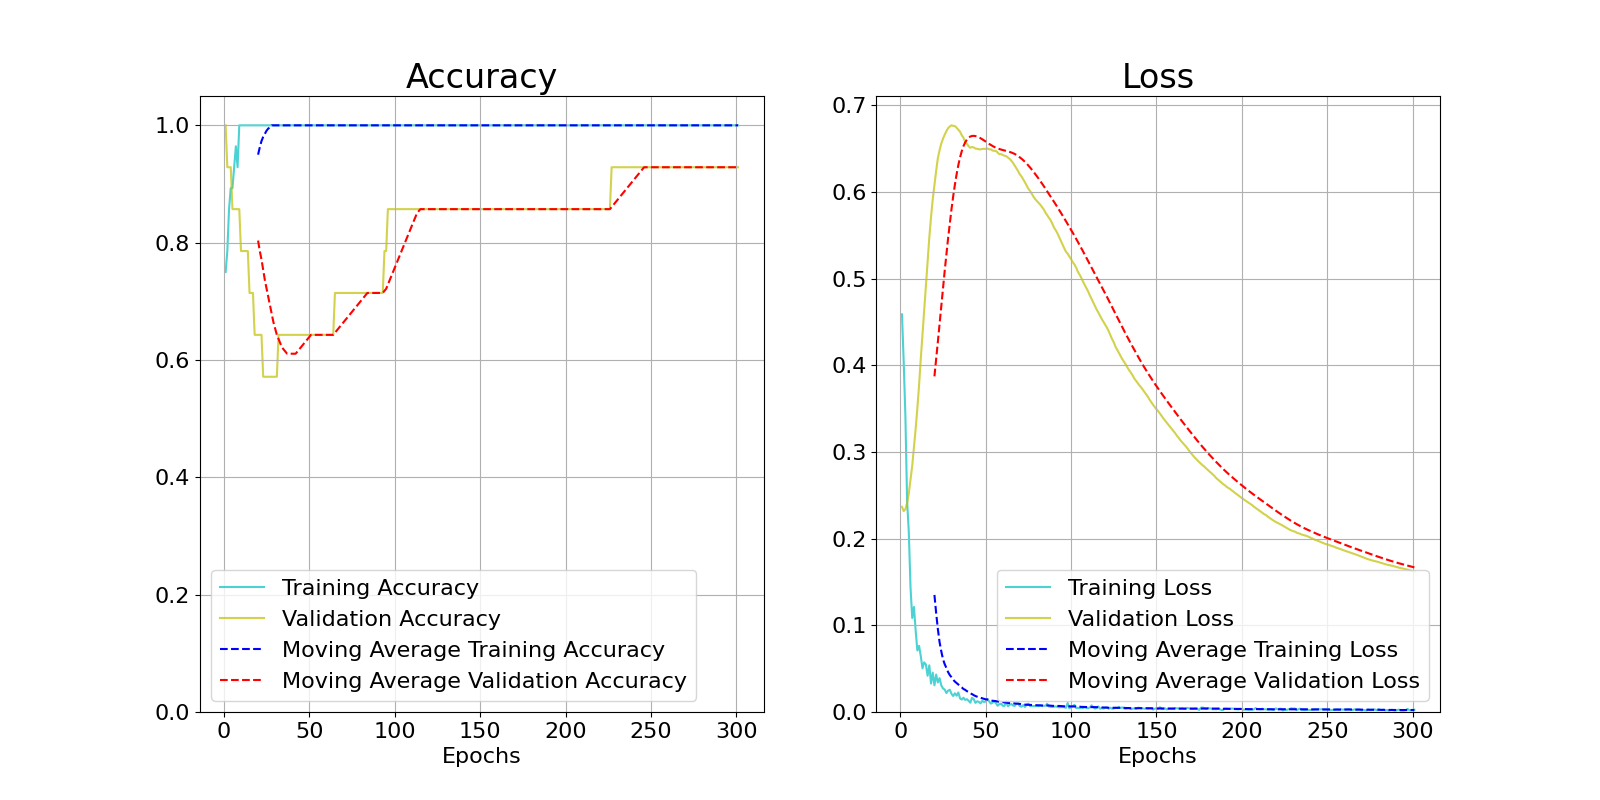 Accuracy
1.0
0.8
0.6
0.4
0.2
0.0
Training Accuracy
Validation Accuracy
Moving Average Training Accuracy
Moving Average Validation Accuracy
0 50 100 150 200 250 300
Epochs
Loss
0.7
0.6
0.5
0.4
0.3
0.2
0.1
0.0
Training Loss
Validation Loss
Moving Average Training Loss
Moving Average Validation Loss
0 50 100 150 200 250 300
Epochs